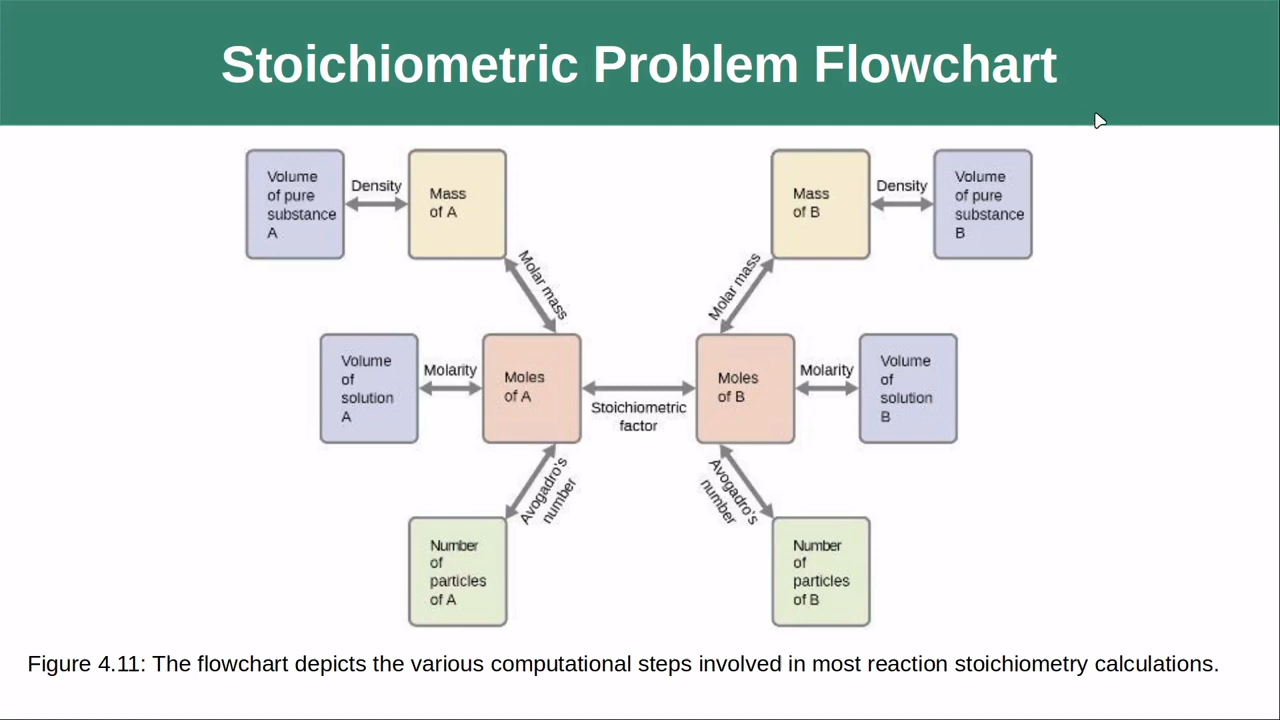 Stoichiometric Problem Flowchart
Volume
of pure
substance
A
Density
Mass
of A
Mass
of B
Density
Volume
of pure
substance
B
Molar mass
Molar mass
Volume
of
solution
A
Molarity
Moles
of A
Stoichiometric
factor
Moles
of B
Molarity
Volume
of
solution
B
Avogadro's
number
Avogadro's
number
Number
of
particles
of A
Number
of
particles
of B
Figure 4.11: The flowchart depicts the various computational steps involved in most reaction stoichiometry calculations.